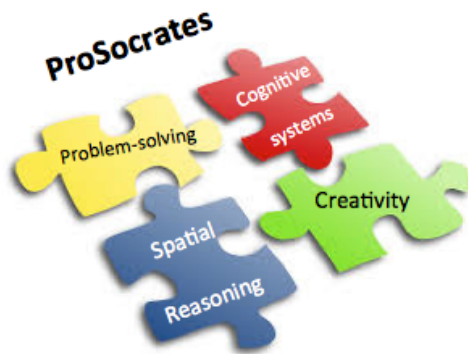 ProSocrates
Cognitive
systems
Problem-solving
Creativity
Spatial
Reasoning